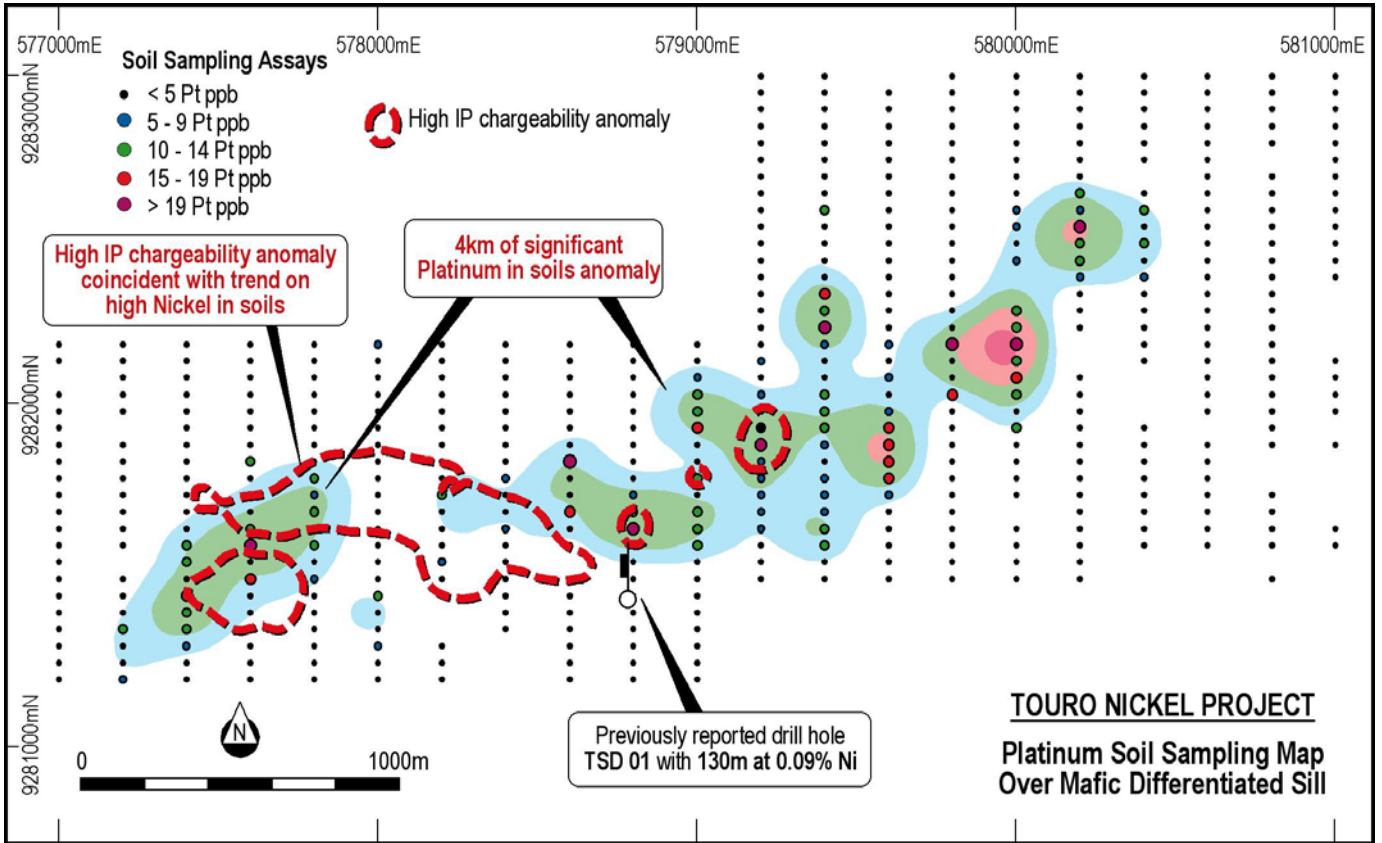 577000mE
578000mE
579000mE
580000mE
581000mE
9283000mN
9282000mN
9281000mN
Soil Sampling Assays
< 5 Pt ppb
5 - 9 Pt ppb
10 - 14 Pt ppb
15 - 19 Pt ppb
> 19 Pt ppb
High IP chargeability anomaly
High IP chargeability anomaly
coincident with trend on
high Nickel in soils
4km of significant
Platinum in soils anomaly
N
0
1000m
Previously reported drill hole
TSD 01 with 130m at 0.09% Ni
TOURO NICKEL PROJECT
Platinum Soil Sampling Map
Over Mafic Differentiated Sill